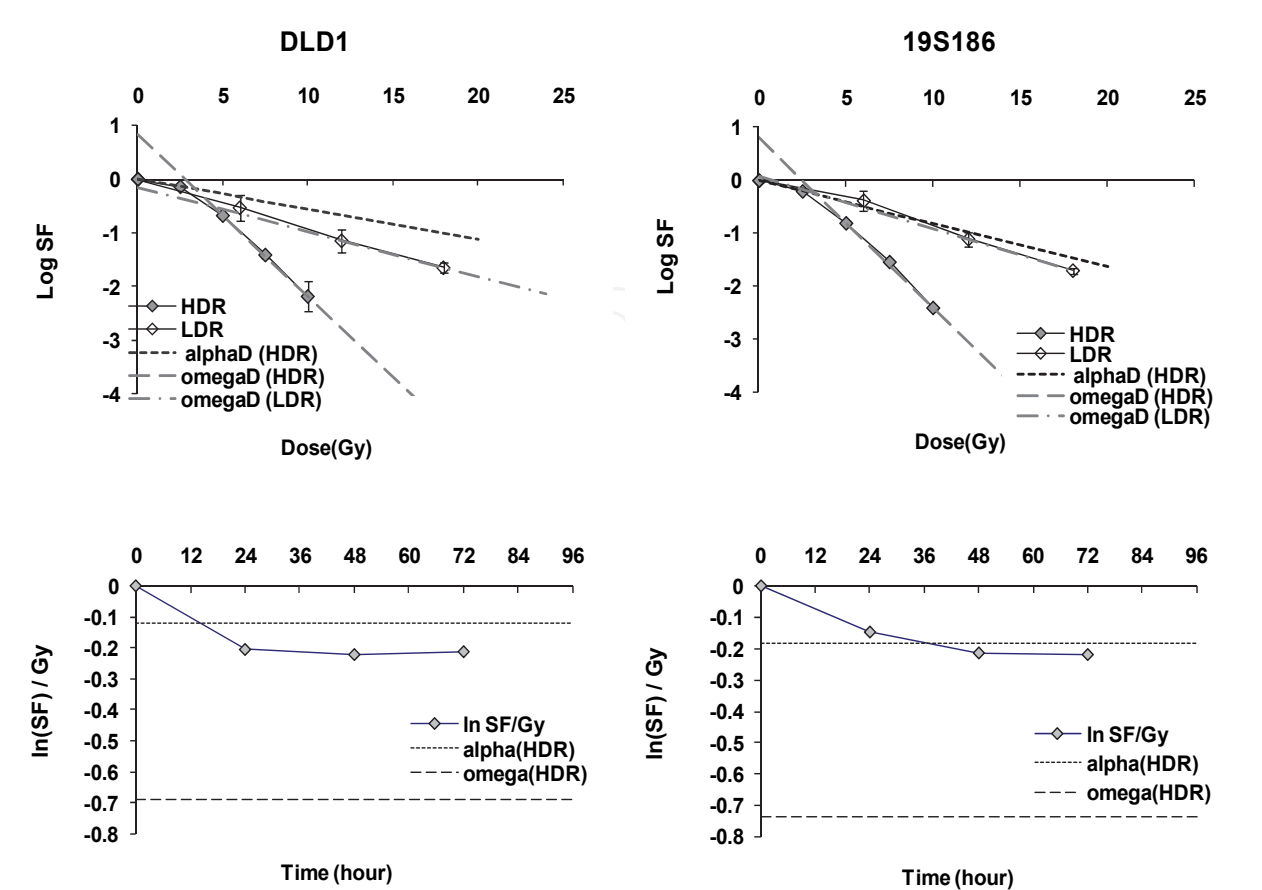 DLD1
0 5 10 15 20 25
1
0
-1
-2
-3
-4
Log SF
HDR
LDR
alphaD (HDR)
omegaD (HDR)
omegaD (LDR)
Dose(Gy)
19S186
0 5 10 15 20 25
1
0
-1
-2
-3
-4
Log SF
HDR
LDR
alphaD (HDR)
omegaD (HDR)
omegaD (LDR)
Dose(Gy)
0 12 24 36 48 60 72 84 96
0
-0.1
-0.2
-0.3
-0.4
-0.5
-0.6
-0.7
-0.8
ln(SF) / Gy
ln SF/Gy
alpha(HDR)
omega(HDR)
Time (hour)
0 12 24 36 48 60 72 84 96
0
-0.1
-0.2
-0.3
-0.4
-0.5
-0.6
-0.7
-0.8
ln(SF) / Gy
ln SF/Gy
alpha(HDR)
omega(HDR)
Time (hour)